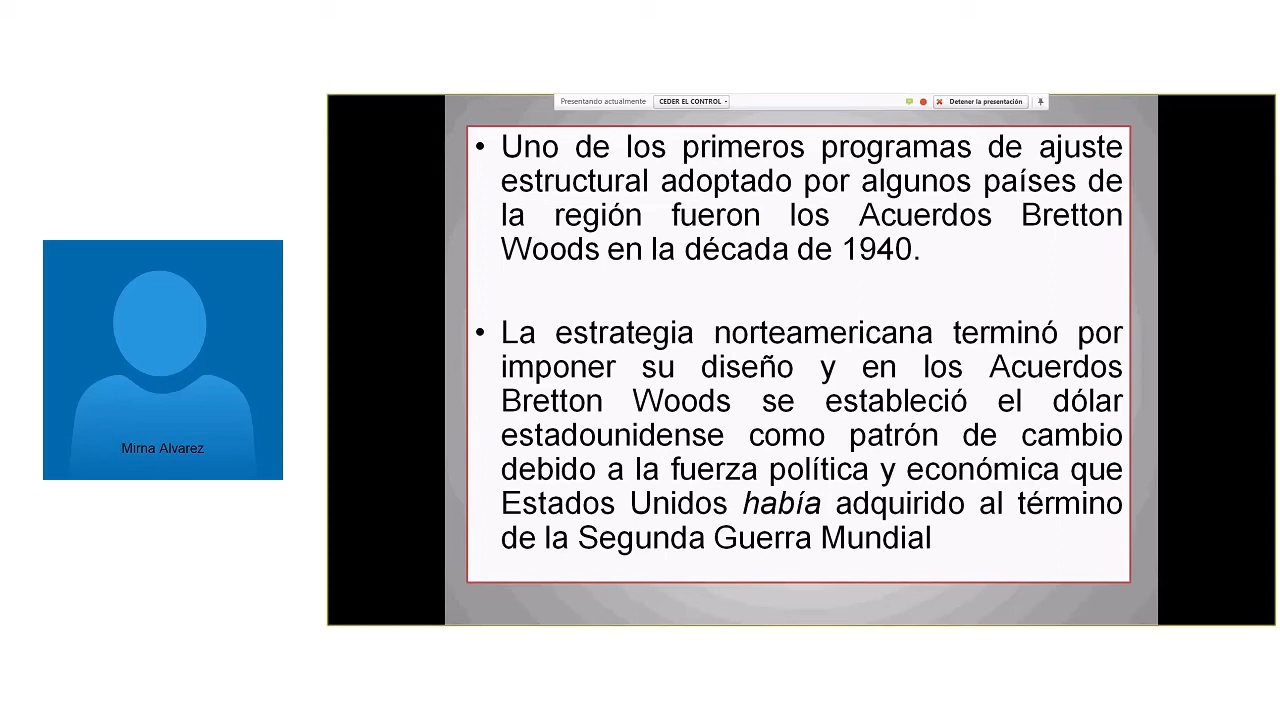 Presentando actualmente CEDER EL CONTROL Detener la presentación
• Uno de los primeros programas de ajuste
estructural adoptado por algunos países de
la región fueron los Acuerdos Bretton
Woods en la década de 1940.
• La estrategia norteamericana terminó por
imponer su diseño y en los Acuerdos
Bretton Woods se estableció el dólar
estadounidense como patrón de cambio
debido a la fuerza política y económica que
Estados Unidos había adquirido al término
de la Segunda Guerra Mundial
Mirna Alvarez